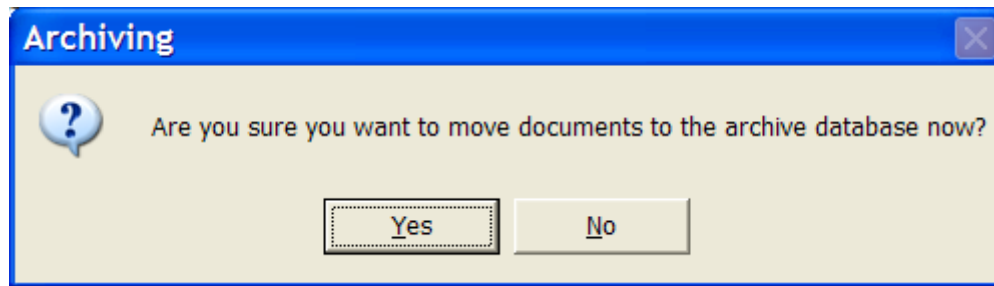 Archiving
Are you sure you want to move documents to the archive database now?
Yes
No